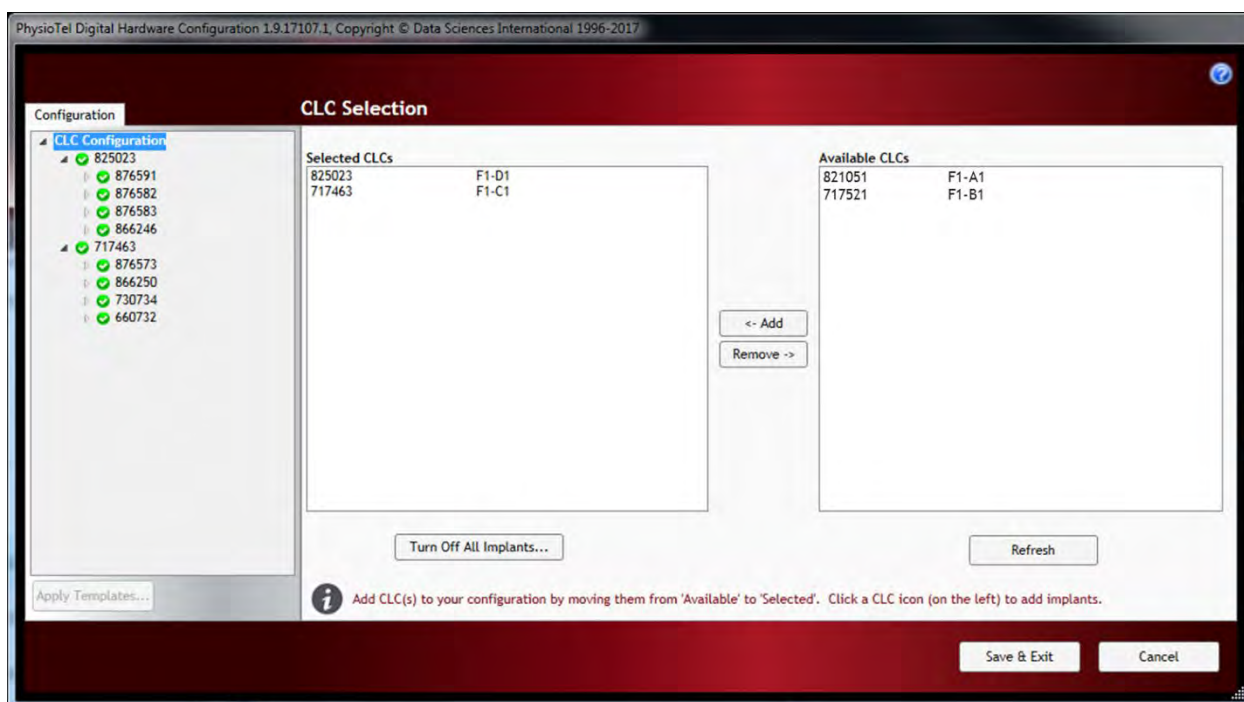 PhysioTel Digital Hardware Configuration 1.9.17107.1, Copyright © Data Sciences International 1996-2017
Configuration
CLC Selection
CLC Configuration
825023
876591
876582
876583
866246
717463
876573
866250
730734
660732
Selected CLCs
825023 F1-D1
717463 F1-C1
Available CLCs
821051 F1-A1
717521 F1-B1
<- Add
Remove ->
Turn Off All Implants...
Refresh
Apply Templates...
Add CLC(s) to your configuration by moving them from 'Available' to 'Selected'. Click a CLC icon (on the left) to add implants.
Save & Exit
Cancel